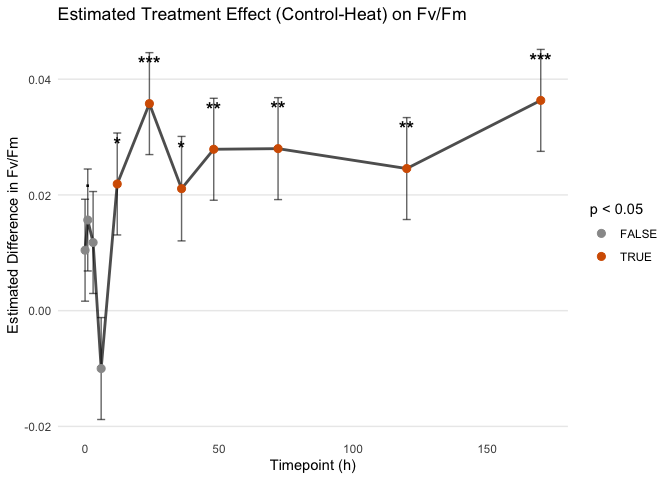 Estimated Treatment Effect (Control-Heat) on Fv/Fm
Estimated Difference in Fv/Fm
0.04
0.02
0.00
-0.02
.
*
***
*
**
**
**
***
0
50
100
150
Timepoint (h)
p < 0.05
FALSE
TRUE